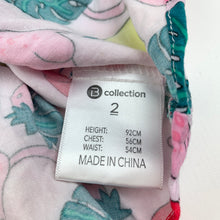 B collection
2
HEIGHT: 92CM
CHEST: 56CM
WAIST: 54CM
MADE IN CHINA